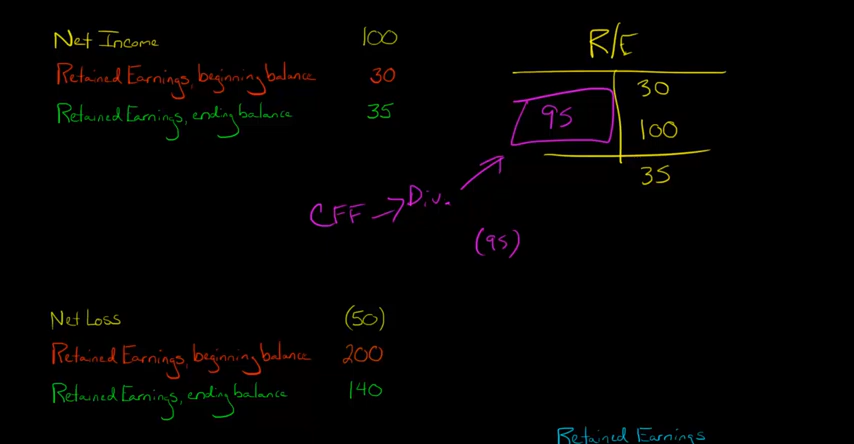 Net Income 100
Retained Earnings, beginning balance 30
Retained Earnings, ending balance 35
R/E
30
95
100
35
CFF → Div.
(95)
Net Loss (50)
Retained Earnings, beginning balance 200
Retained Earnings, ending balance 140
Retained Earnings